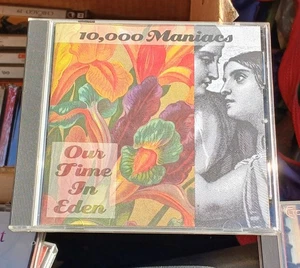 10,000 Maniacs
Our
Time
In
Eden